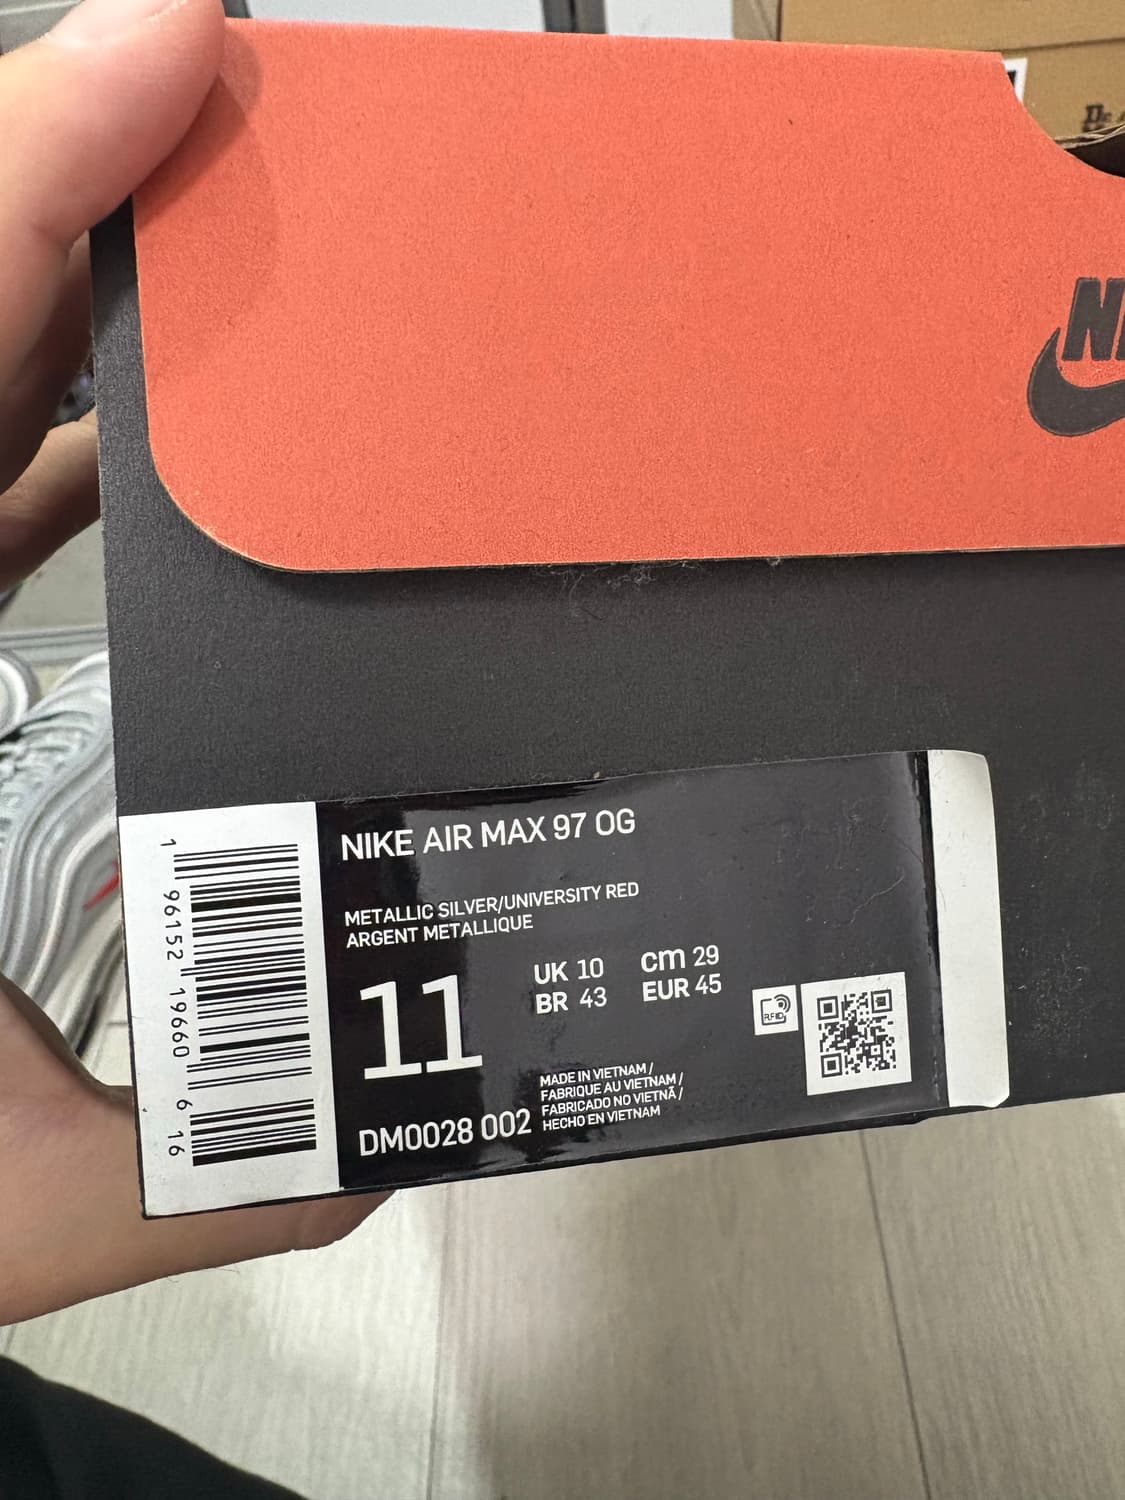 NIKE AIR MAX 97 OG
METALLIC SILVER/UNIVERSITY RED
ARGENT METALLIQUE
11
UK 10
cm 29
BR 43
EUR 45
RFID
MADE IN VIETNAM /
FABRIQUE AU VIETNAM /
FABRICADO NO VIETNÃ /
HECHO EN VIETNAM
DM0028 002
1 96152 19660 6 16